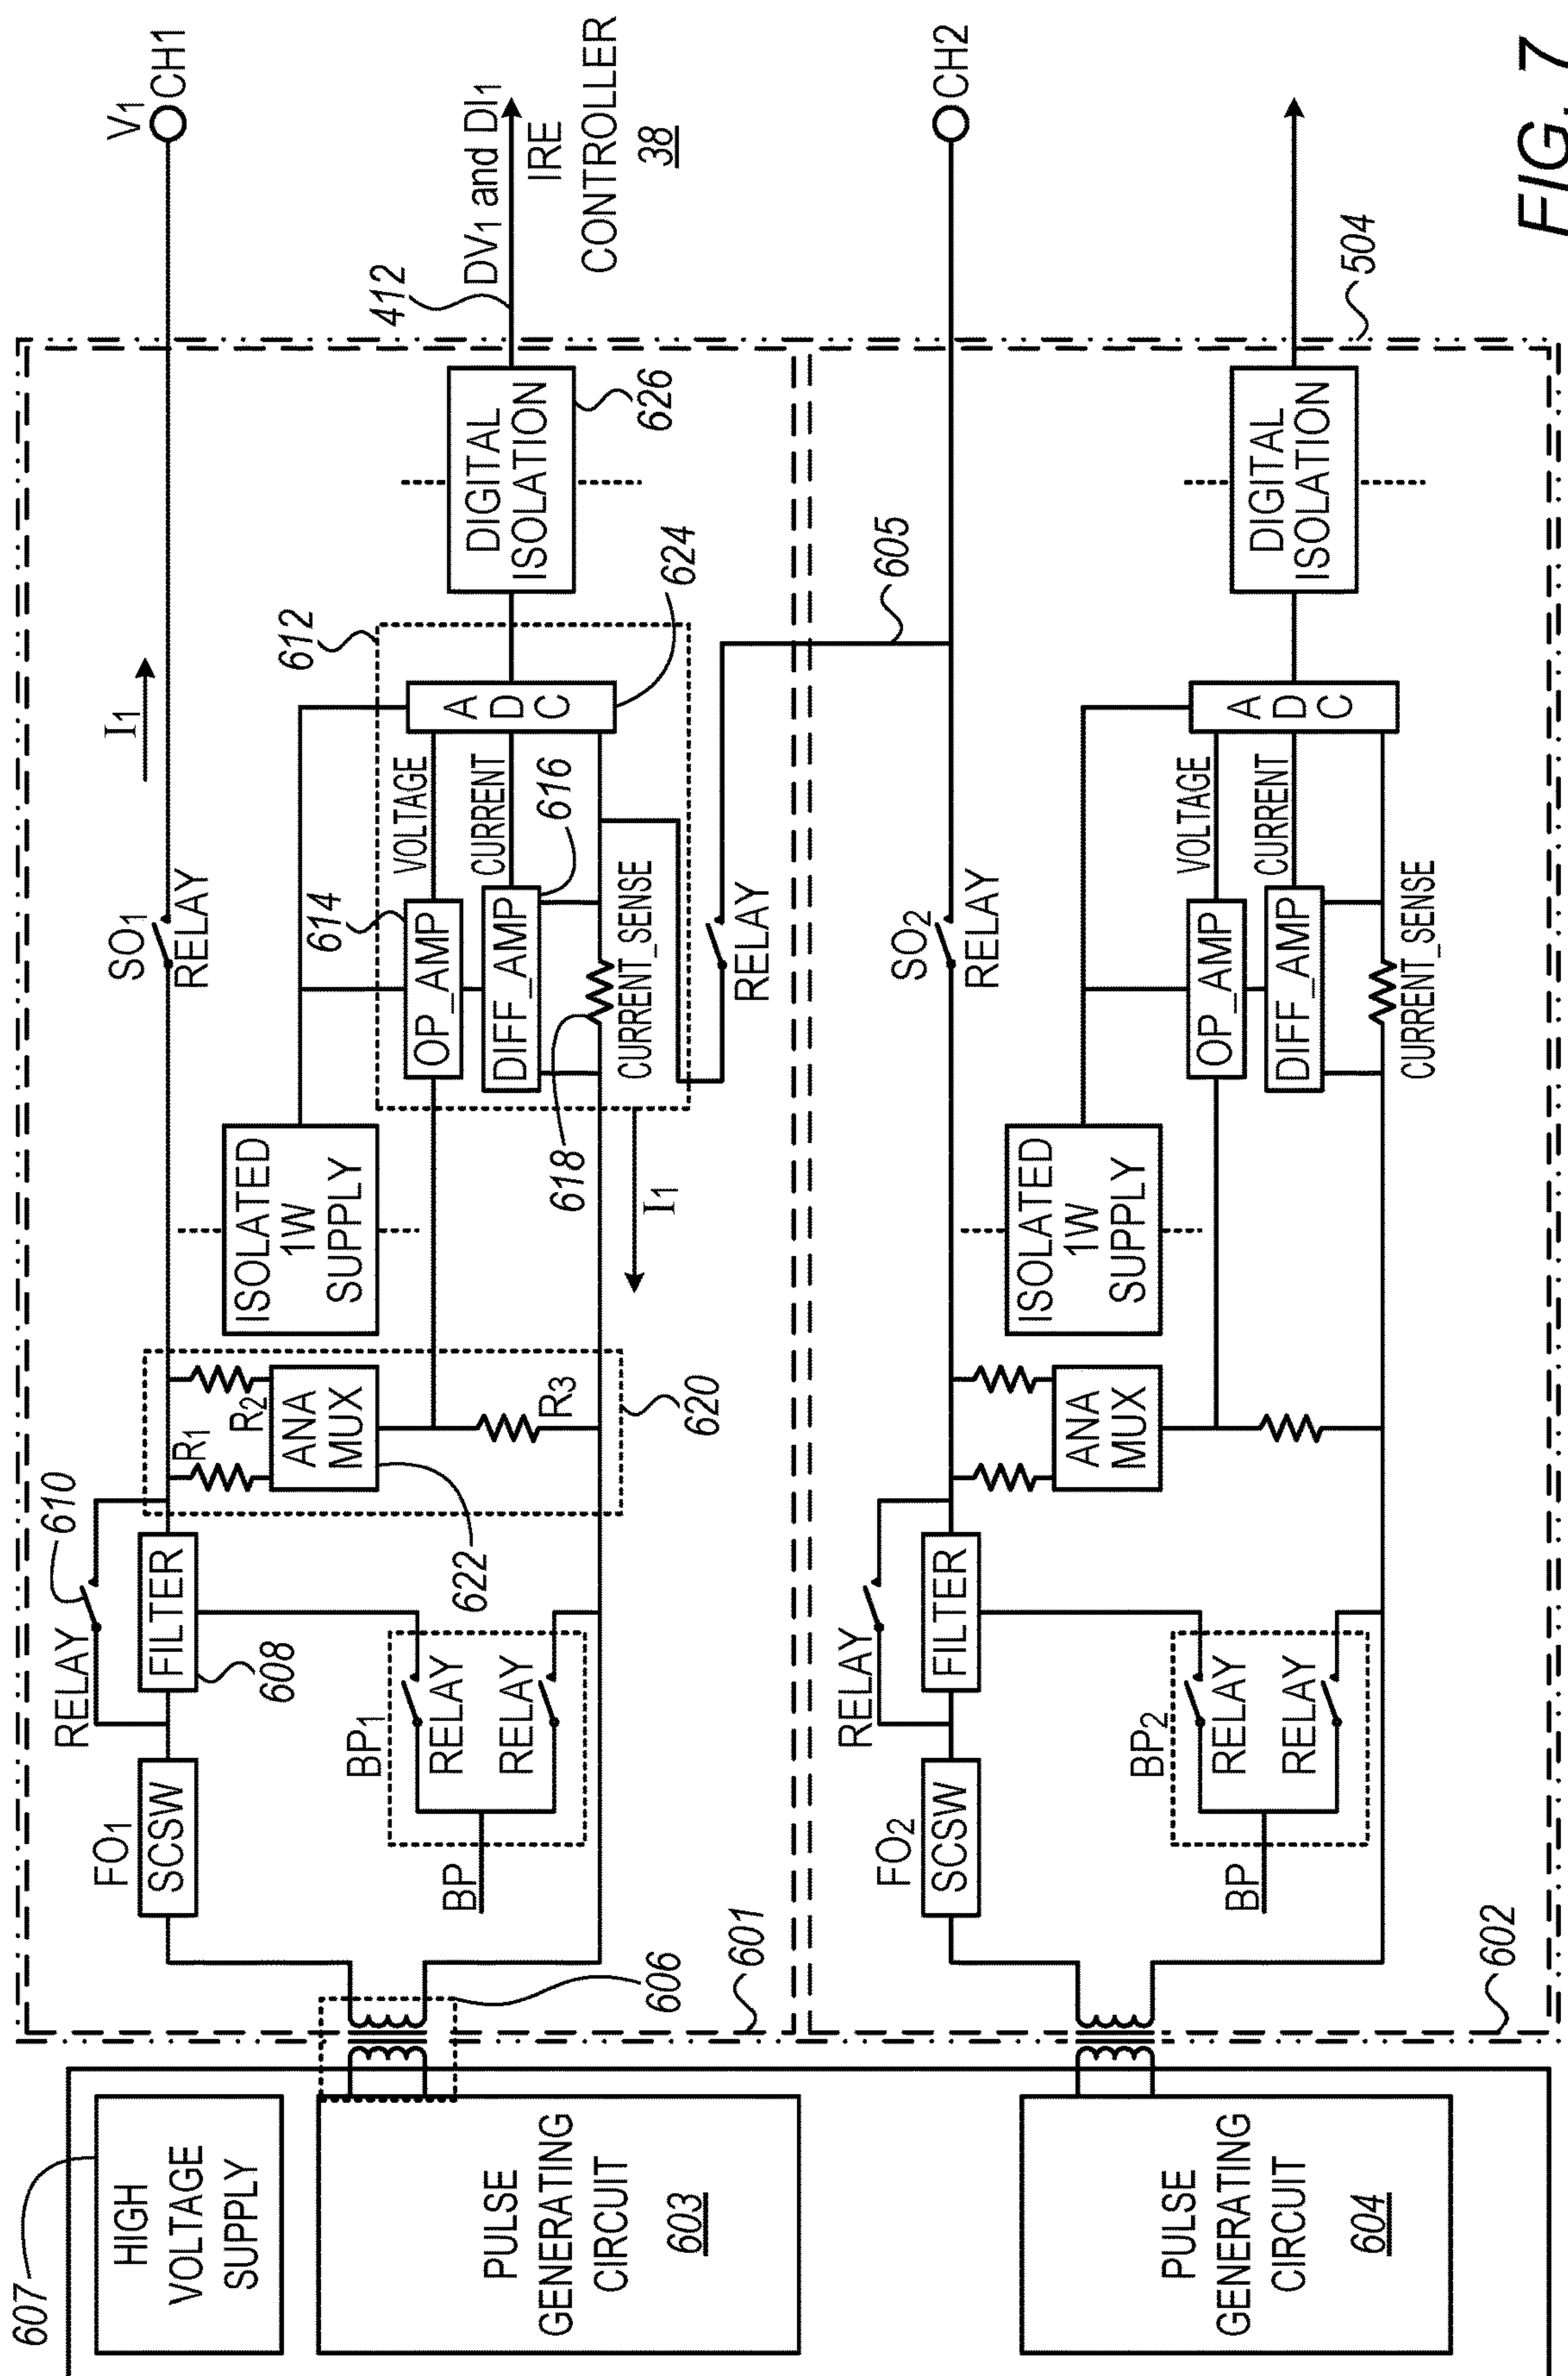 607
HIGH
VOLTAGE
SUPPLY
PULSE
GENERATING
CIRCUIT
603
606
601
FO1
SCSW
RELAY
610
FILTER
608
BP1
RELAY
RELAY
BP
R1
R2
ANA
MUX
622
R3
620
ISOLATED
1W
SUPPLY
I1
SO1
RELAY
I1
V1
CH1
612
614
OP_AMP
VOLTAGE
DIFF_AMP
CURRENT
616
618
CURRENT_SENSE
A
D
C
624
RELAY
DIGITAL
ISOLATION
626
412
DV1 and DI1
IRE
CONTROLLER
38
605
PULSE
GENERATING
CIRCUIT
604
602
FO2
SCSW
RELAY
FILTER
BP2
RELAY
RELAY
BP
ANA
MUX
ISOLATED
1W
SUPPLY
SO2
RELAY
CH2
OP_AMP
VOLTAGE
DIFF_AMP
CURRENT
CURRENT_SENSE
A
D
C
DIGITAL
ISOLATION
504
FIG. 7